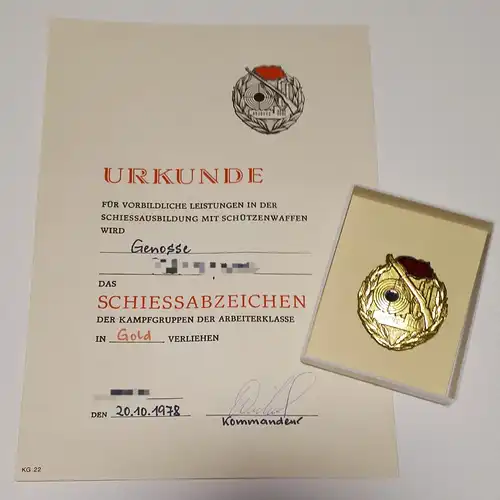 URKUNDE
FÜR VORBILDLICHE LEISTUNGEN IN DER
SCHIESSAUSBILDUNG MIT SCHÜTZENWAFFEN
WIRD
Genosse
DAS
SCHIESSABZEICHEN
DER KAMPFGRUPPEN DER ARBEITERKLASSE
IN Gold VERLIEHEN
DEN 20.10.1978
Kommandeur
KG 22